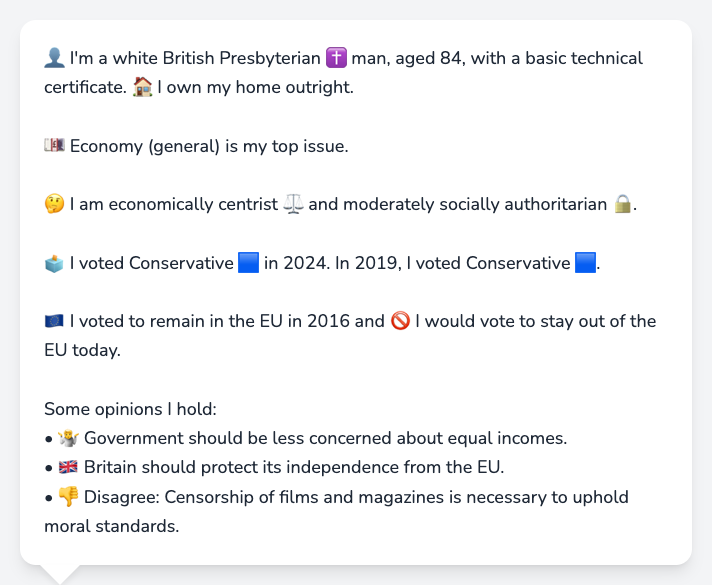 👤 I'm a white British Presbyterian ✝️ man, aged 84, with a basic technical
certificate. 🏠 I own my home outright.
💷 Economy (general) is my top issue.
🤔 I am economically centrist ⚖️ and moderately socially authoritarian 🔒.
🗳️ I voted Conservative 🟦 in 2024. In 2019, I voted Conservative 🟦.
🇪🇺 I voted to remain in the EU in 2016 and 🚫 I would vote to stay out of the
EU today.
Some opinions I hold:
• 🤷 Government should be less concerned about equal incomes.
• 🇬🇧 Britain should protect its independence from the EU.
• 👎 Disagree: Censorship of films and magazines is necessary to uphold
moral standards.